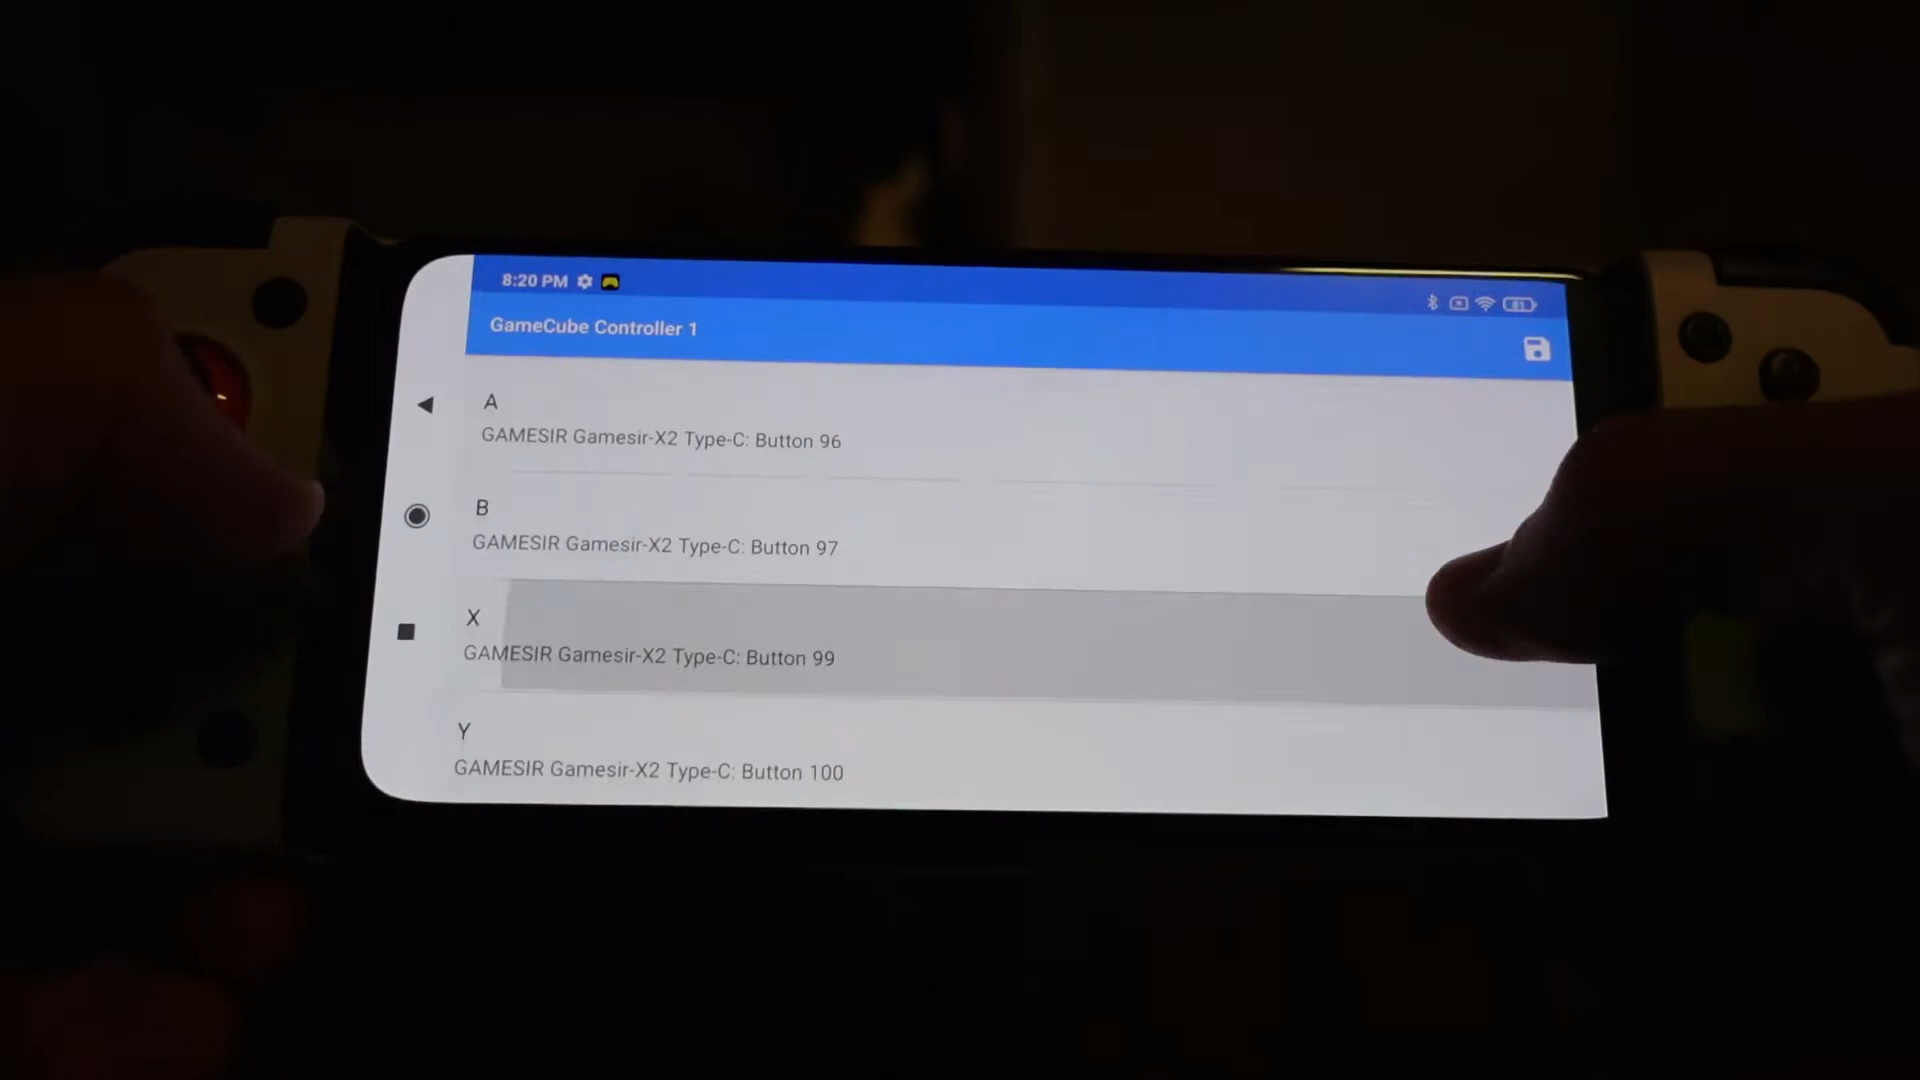 8:20 PM
81
GameCube Controller 1
A
GAMESIR Gamesir-X2 Type-C: Button 96
B
GAMESIR Gamesir-X2 Type-C: Button 97
X
GAMESIR Gamesir-X2 Type-C: Button 99
Y
GAMESIR Gamesir-X2 Type-C: Button 100